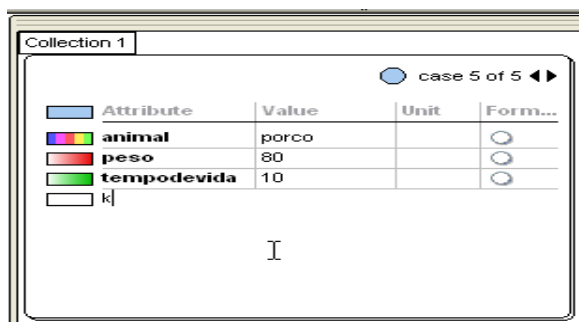 Collection 1
case 5 of 5
Attribute Value Unit Form...
animal porco
peso 80
tempodevida 10
k